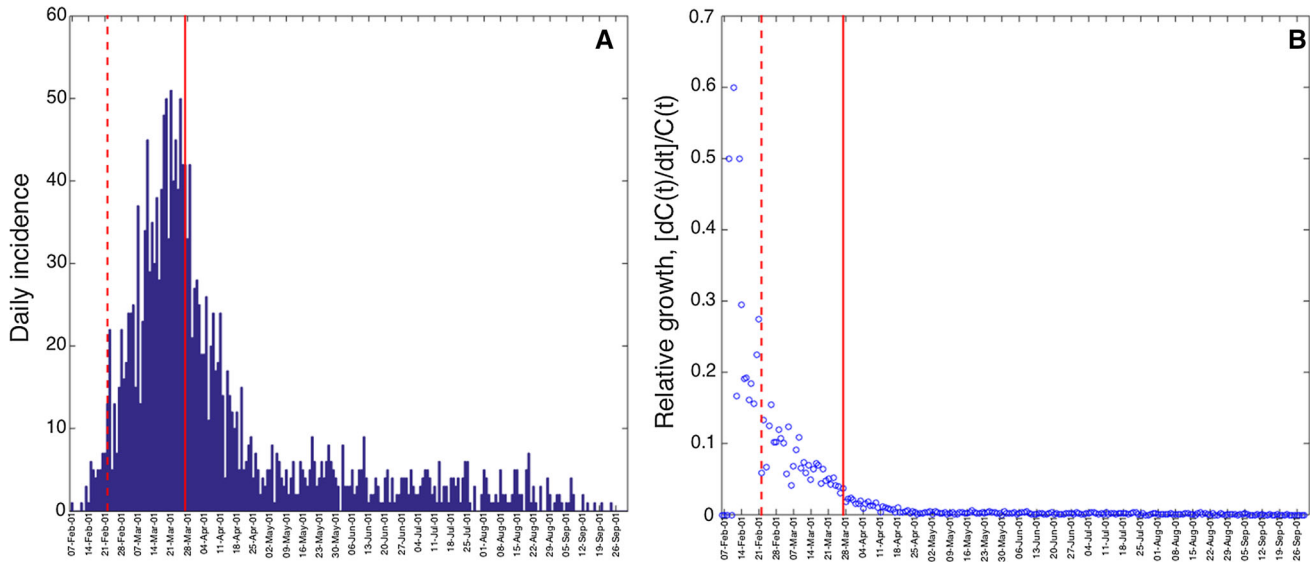 A
Daily incidence
60
50
40
30
20
10
0
07-Feb-01
14-Feb-01
21-Feb-01
28-Feb-01
07-Mar-01
14-Mar-01
21-Mar-01
28-Mar-01
04-Apr-01
11-Apr-01
18-Apr-01
25-Apr-01
02-May-01
09-May-01
16-May-01
23-May-01
30-May-01
06-Jun-01
13-Jun-01
20-Jun-01
27-Jun-01
04-Jul-01
11-Jul-01
18-Jul-01
25-Jul-01
01-Aug-01
08-Aug-01
15-Aug-01
22-Aug-01
29-Aug-01
05-Sep-01
12-Sep-01
19-Sep-01
26-Sep-01
B
Relative growth, [dC(t)/dt]/C(t)
0.7
0.6
0.5
0.4
0.3
0.2
0.1
0
07-Feb-01
14-Feb-01
21-Feb-01
28-Feb-01
07-Mar-01
14-Mar-01
21-Mar-01
28-Mar-01
04-Apr-01
11-Apr-01
18-Apr-01
25-Apr-01
02-May-01
09-May-01
16-May-01
23-May-01
30-May-01
06-Jun-01
13-Jun-01
20-Jun-01
27-Jun-01
04-Jul-01
11-Jul-01
18-Jul-01
25-Jul-01
01-Aug-01
08-Aug-01
15-Aug-01
22-Aug-01
29-Aug-01
05-Sep-01
12-Sep-01
19-Sep-01
26-Sep-01